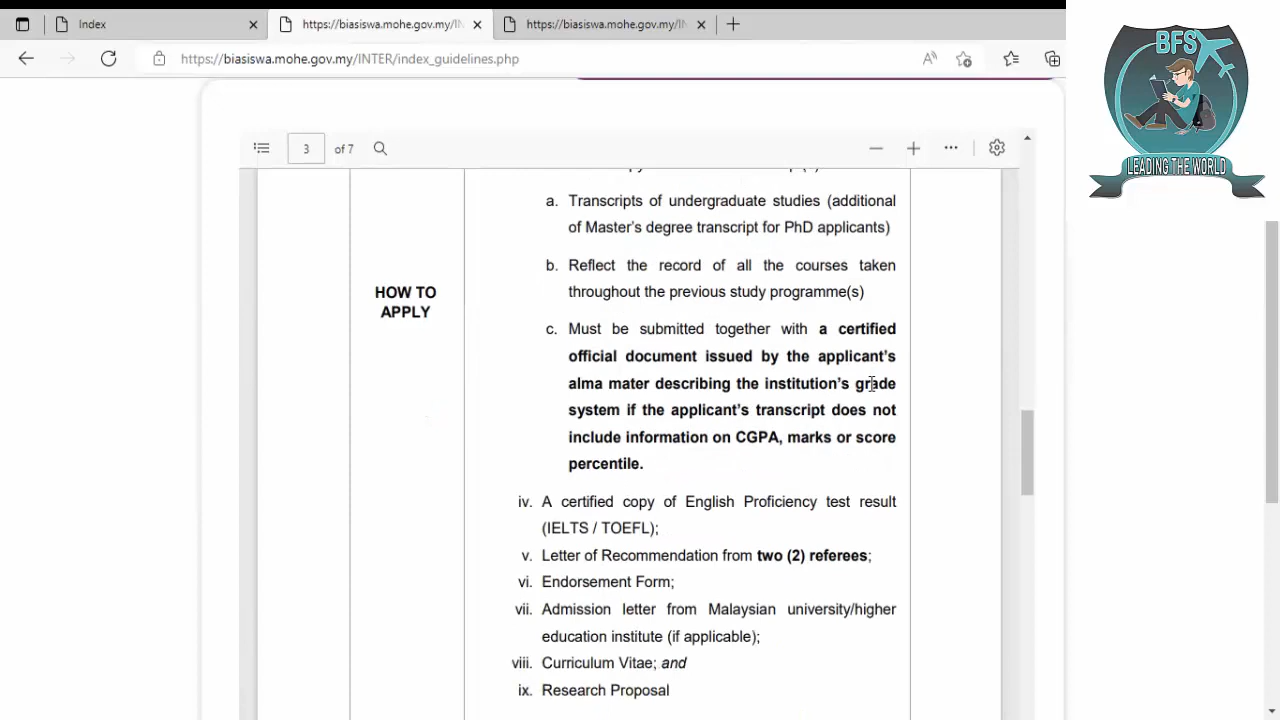 Index
https://biasiswa.mohe.gov.my/IN
https://biasiswa.mohe.gov.my/IN
https://biasiswa.mohe.gov.my/INTER/index_guidelines.php
BFS
LEADING THE WORLD
3 of 7
a. Transcripts of undergraduate studies (additional
of Master's degree transcript for PhD applicants)
b. Reflect the record of all the courses taken
throughout the previous study programme(s)
HOW TO
APPLY
c. Must be submitted together with a certified
official document issued by the applicant's
alma mater describing the institution's grade
system if the applicant's transcript does not
include information on CGPA, marks or score
percentile.
iv. A certified copy of English Proficiency test result
(IELTS / TOEFL);
v. Letter of Recommendation from two (2) referees;
vi. Endorsement Form;
vii. Admission letter from Malaysian university/higher
education institute (if applicable);
viii. Curriculum Vitae; and
ix. Research Proposal